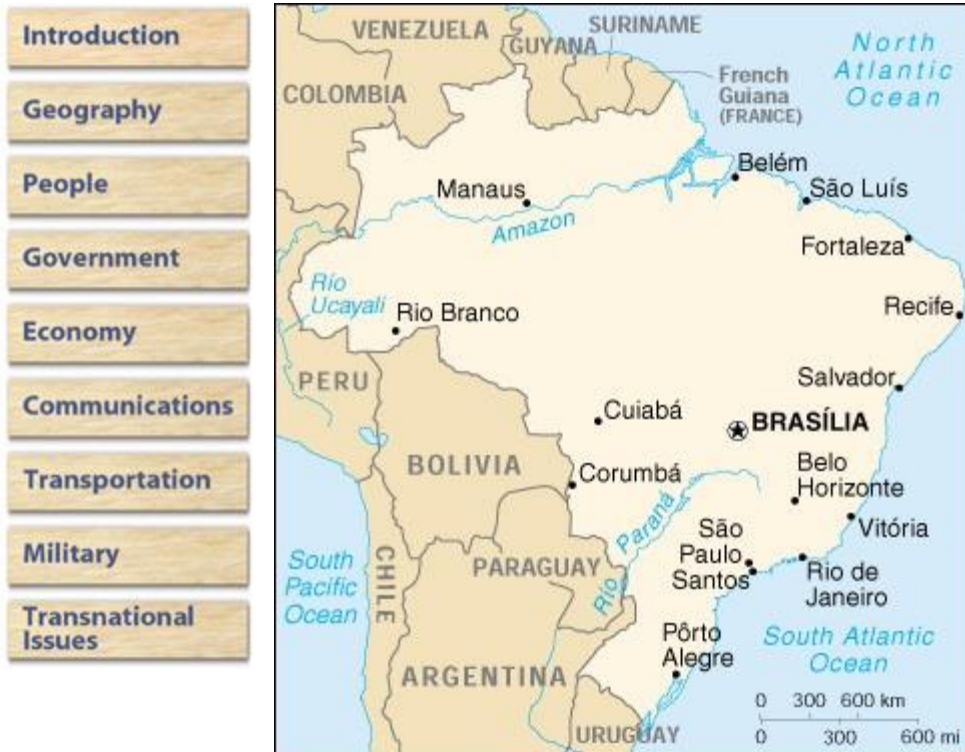 Introduction
Geography
People
Government
Economy
Communications
Transportation
Military
Transnational
Issues
VENEZUELA
SURINAME
GUYANA
COLOMBIA
French
Guiana
(FRANCE)
North
Atlantic
Ocean
Belém
Manaus
São Luís
Amazon
Fortaleza
Río
Ucayali
Rio Branco
Recife
PERU
Salvador
Cuiabá
BRASÍLIA
BOLIVIA
Corumbá
Belo
Horizonte
Río Paraná
Vitória
São
Paulo
Santos
Rio de
Janeiro
South
Pacific
Ocean
CHILE
PARAGUAY
Pôrto
Alegre
South Atlantic
Ocean
ARGENTINA
URUGUAY
0 300 600 km
0 300 600 mi